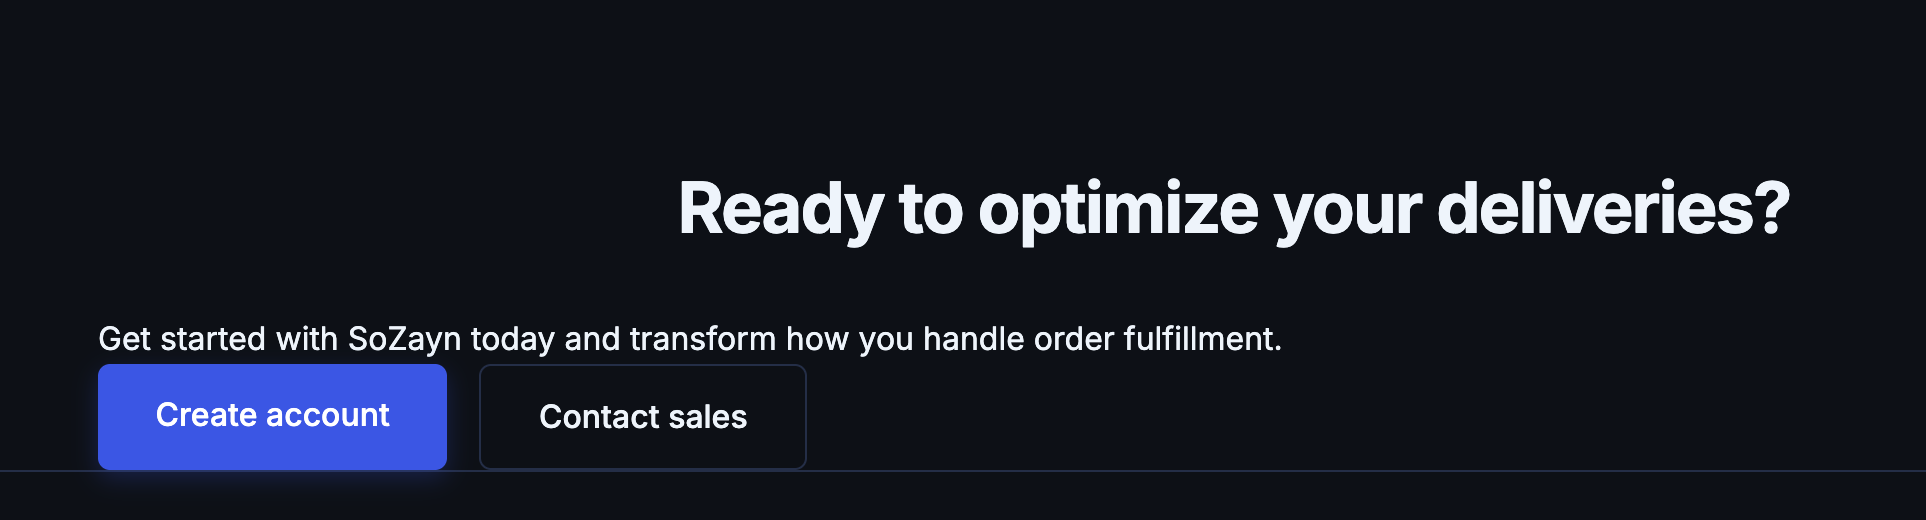 Ready to optimize your deliveries?
Get started with SoZayn today and transform how you handle order fulfillment.
Create account
Contact sales